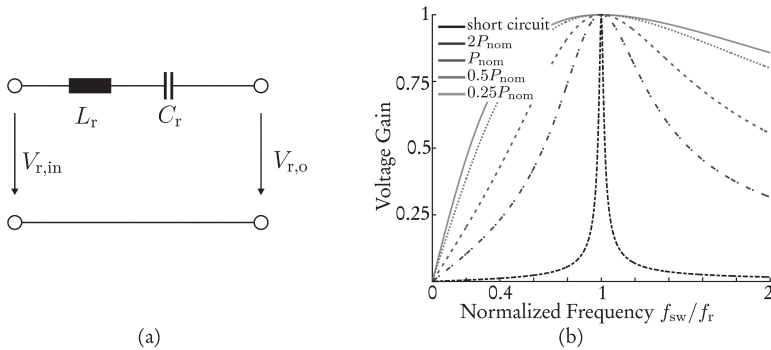 L_r
C_r
V_r,in
V_r,o
(a)
Voltage Gain
1
0.75
0.5
0.25
short circuit
2P_nom
P_nom
0.5P_nom
0.25P_nom
0
0.4
1
2
Normalized Frequency f_sw/f_r
(b)